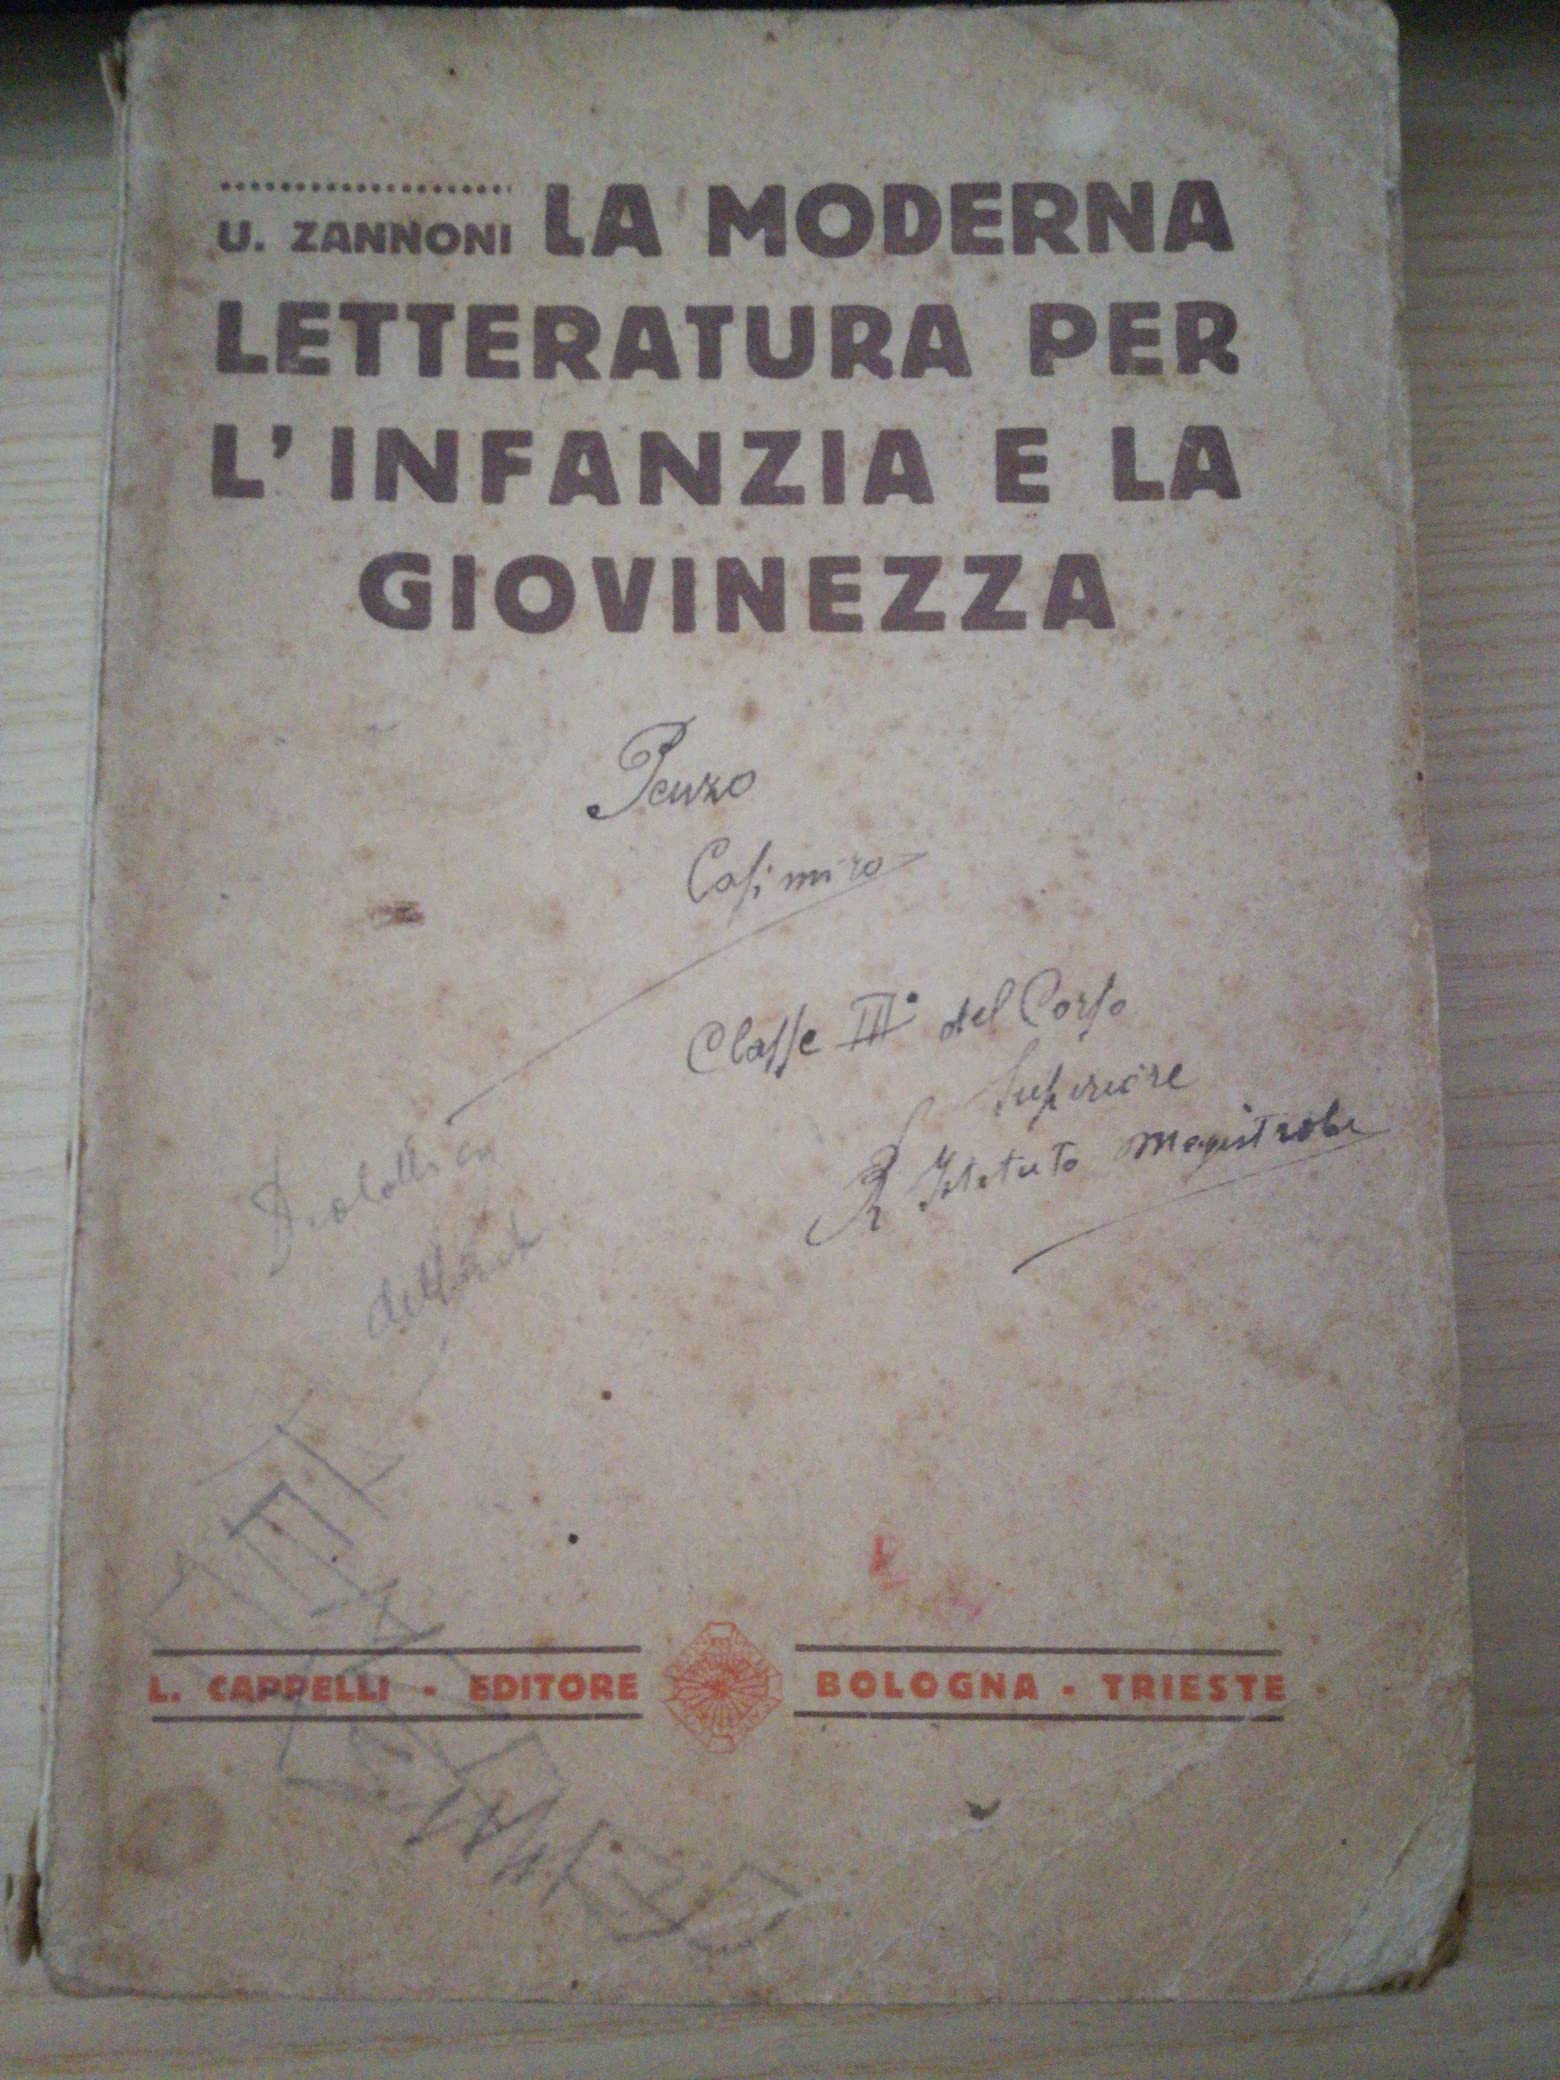 U. ZANNONI LA MODERNA
LETTERATURA PER
L'INFANZIA E LA
GIOVINEZZA
Penzo
Casimiro
Classe III° del Corso
Superiore
R Istituto Magistrale
L. CAPPELLI - EDITORE BOLOGNA - TRIESTE